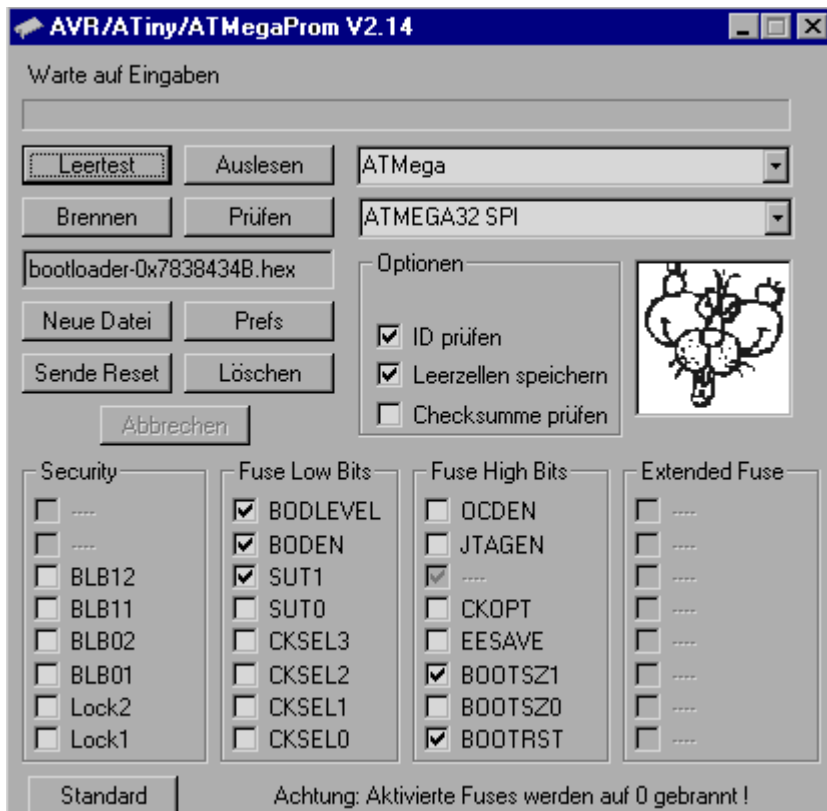 AVR/ATiny/ATMegaProm V2.14
Warte auf Eingaben
Leertest Auslesen ATMega
Brennen Prüfen ATMEGA32 SPI
bootloader-0x7838434B.hex
Neue Datei Prefs
Sende Reset Löschen
Abbrechen
Optionen
ID prüfen
Leerzellen speichern
Checksumme prüfen
Security
----
----
BLB12
BLB11
BLB02
BLB01
Lock2
Lock1
Fuse Low Bits
BODLEVEL
BODEN
SUT1
SUT0
CKSEL3
CKSEL2
CKSEL1
CKSEL0
Fuse High Bits
OCDEN
JTAGEN
----
CKOPT
EESAVE
BOOTSZ1
BOOTSZ0
BOOTRST
Extended Fuse
----
----
----
----
----
----
----
----
Standard Achtung: Aktivierte Fuses werden auf 0 gebrannt !